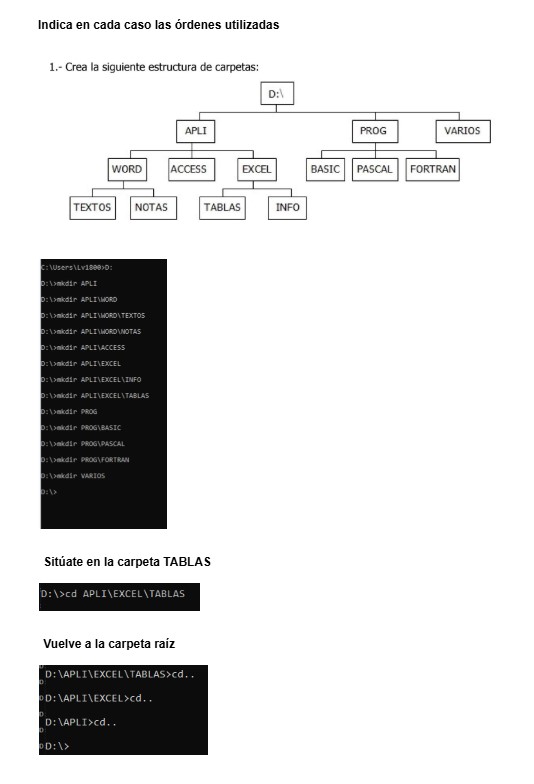 Indica en cada caso las órdenes utilizadas
1.- Crea la siguiente estructura de carpetas:
D:\
APLI PROG VARIOS
WORD ACCESS EXCEL BASIC PASCAL FORTRAN
TEXTOS NOTAS TABLAS INFO
C:\Users\Lv1800>D:
D:\>mkdir APLI
D:\>mkdir APLI\WORD
D:\>mkdir APLI\WORD\TEXTOS
D:\>mkdir APLI\WORD\NOTAS
D:\>mkdir APLI\ACCESS
D:\>mkdir APLI\EXCEL
D:\>mkdir APLI\EXCEL\INFO
D:\>mkdir APLI\EXCEL\TABLAS
D:\>mkdir PROG
D:\>mkdir PROG\BASIC
D:\>mkdir PROG\PASCAL
D:\>mkdir PROG\FORTRAN
D:\>mkdir VARIOS
D:\>
Sitúate en la carpeta TABLAS
D:\>cd APLI\EXCEL\TABLAS
Vuelve a la carpeta raíz
D:\APLI\EXCEL\TABLAS>cd..
D:\APLI\EXCEL>cd..
D:\APLI>cd..
D:\>